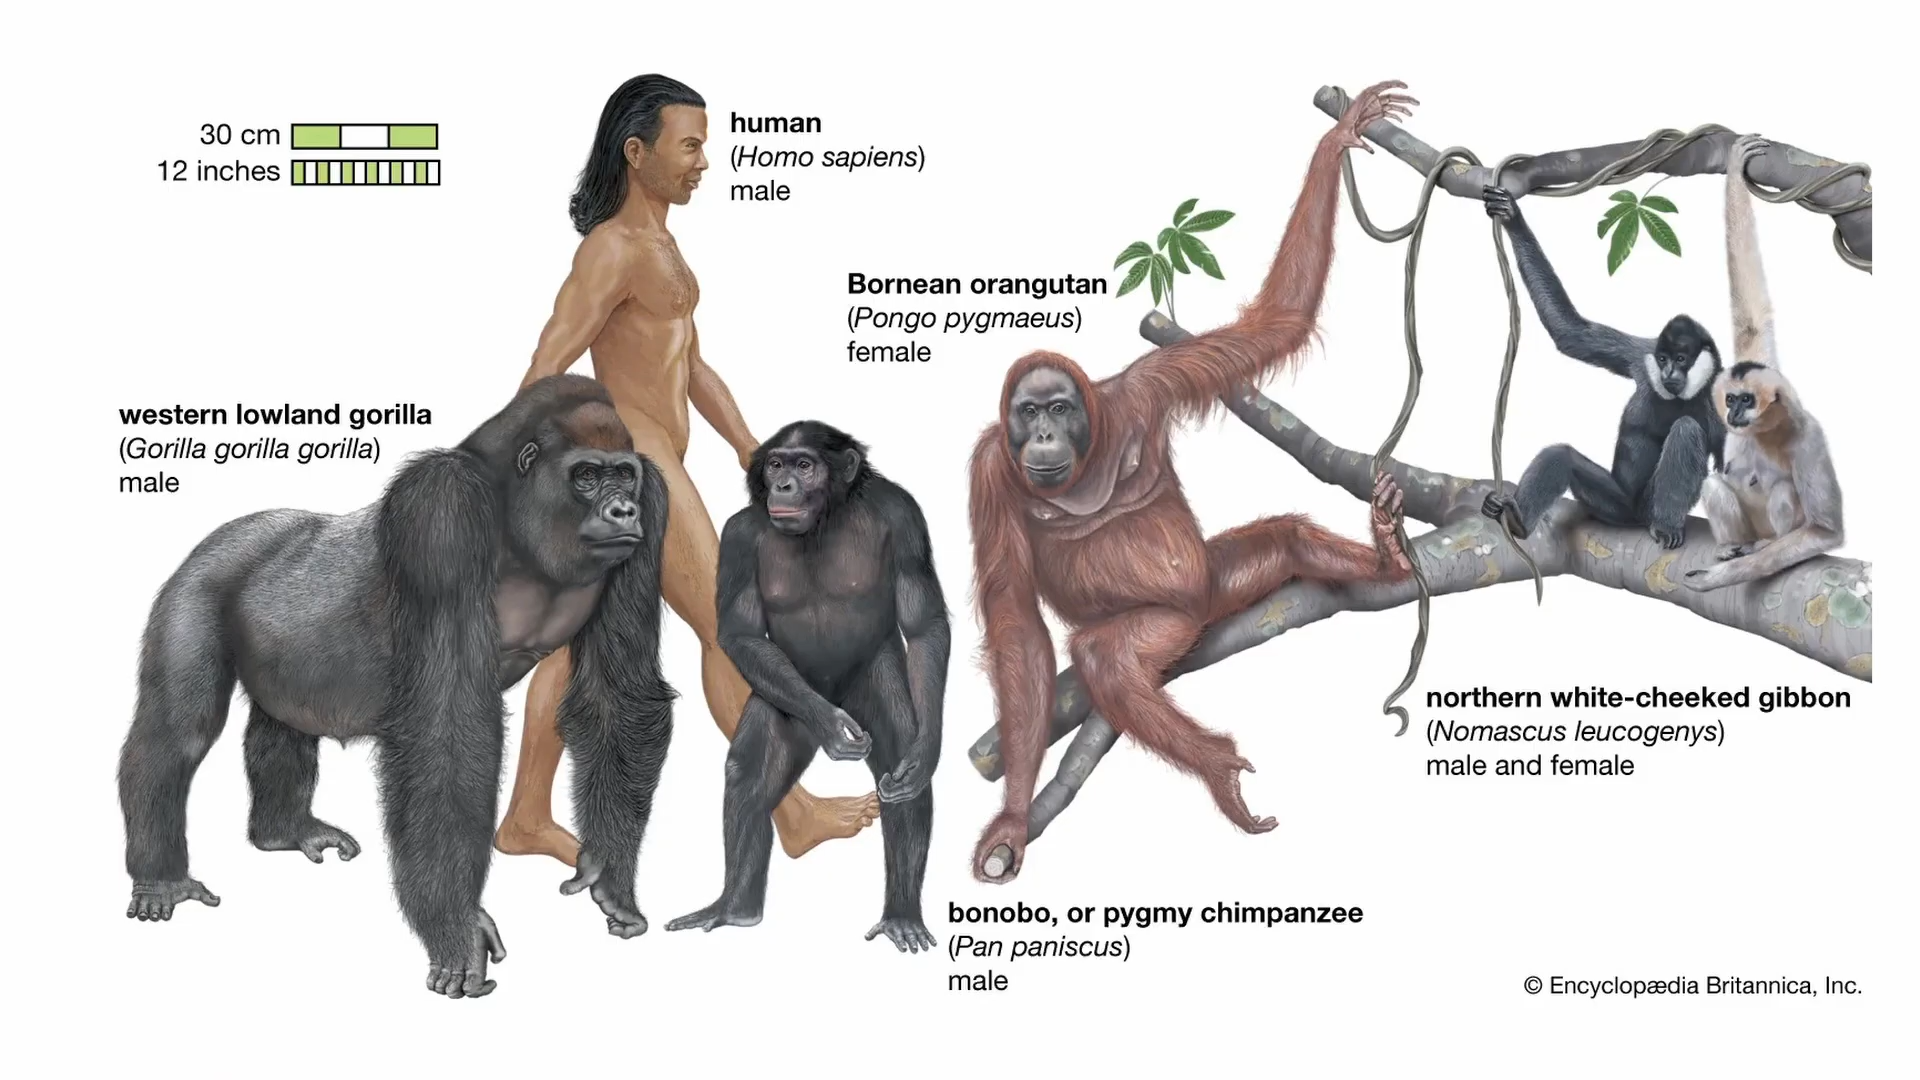 30 cm
12 inches
human
(Homo sapiens)
male
Bornean orangutan
(Pongo pygmaeus)
female
western lowland gorilla
(Gorilla gorilla gorilla)
male
northern white-cheeked gibbon
(Nomascus leucogenys)
male and female
bonobo, or pygmy chimpanzee
(Pan paniscus)
male
© Encyclopædia Britannica, Inc.